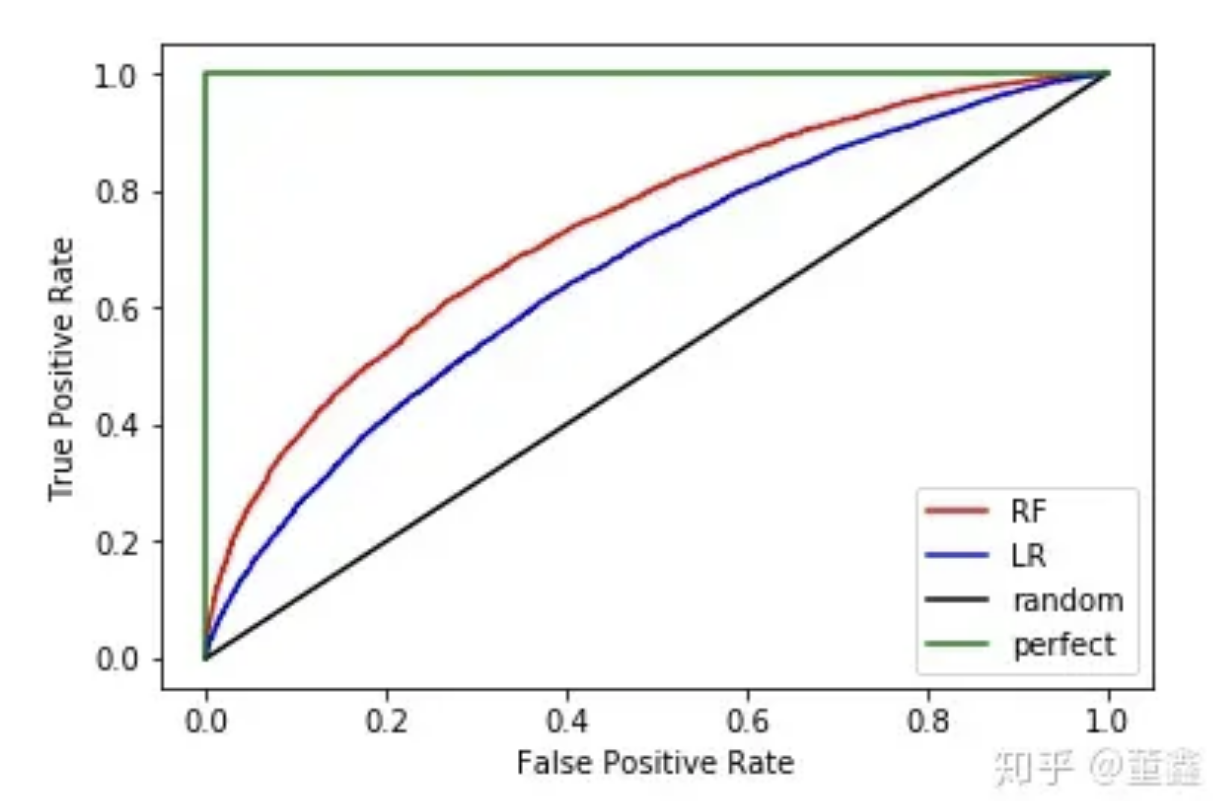 1.0
0.8
0.6
0.4
0.2
0.0
True Positive Rate
RF
LR
random
perfect
0.0 0.2 0.4 0.6 0.8 1.0
False Positive Rate
知乎 @董鑫